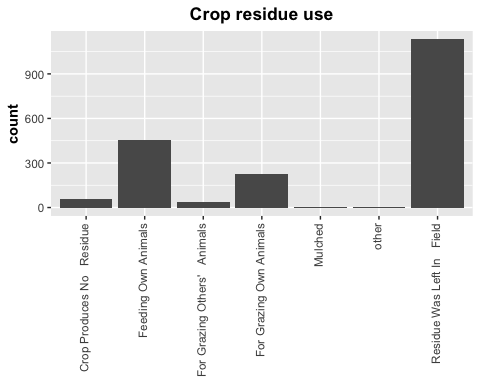 Crop residue use
count
900
600
300
0
Crop Produces No   Residue
Feeding Own Animals
For Grazing Others'   Animals
For Grazing Own Animals
Mulched
other
Residue Was Left In   Field